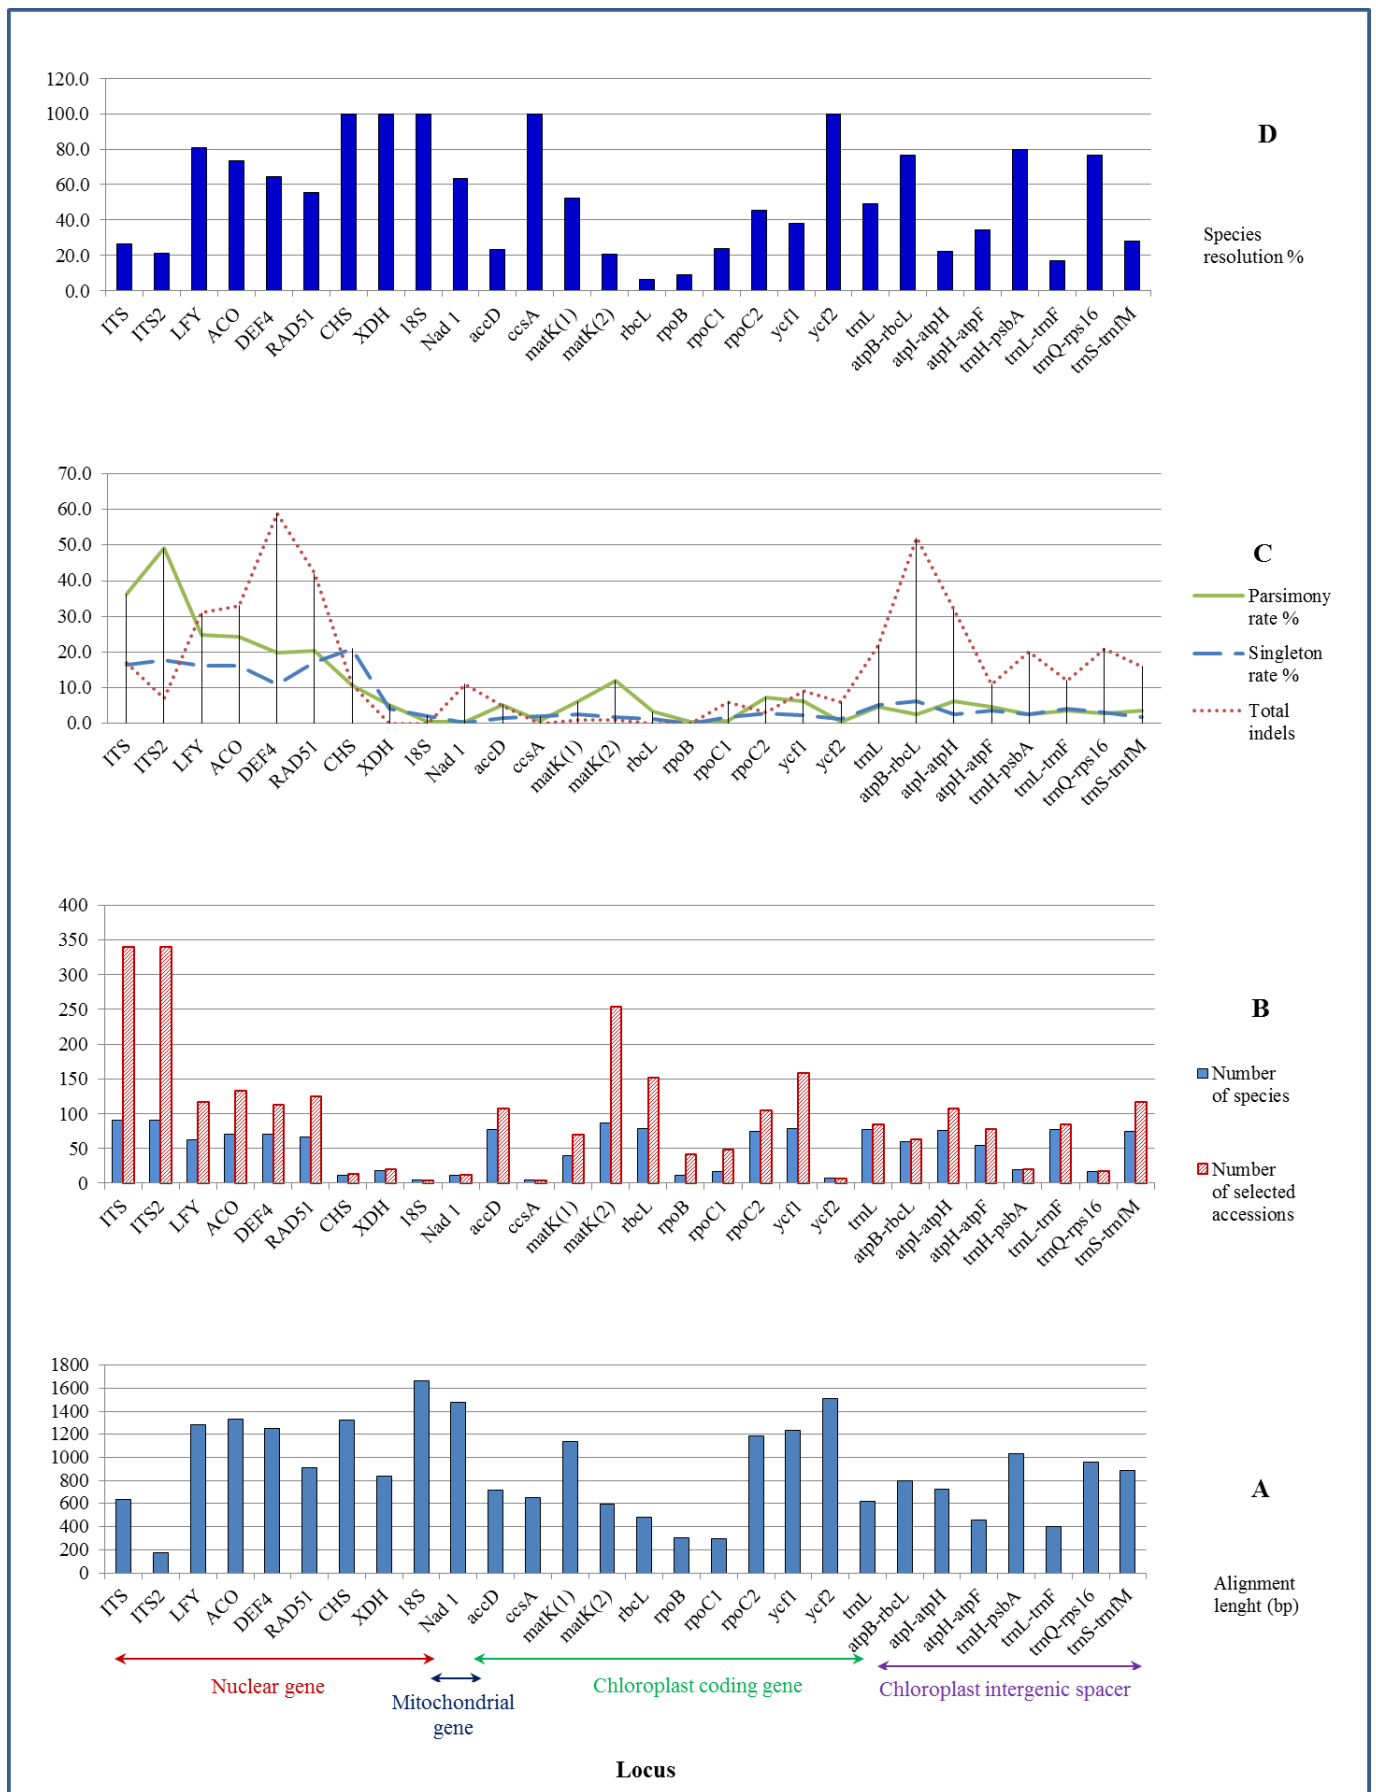 120.0
100.0
80.0
60.0
40.0
20.0
0.0
ITS
ITS2
LFY
ACO
DEF4
RAD51
CHS
XDH
18S
Nad 1
accD
ccsA
matK(1)
matK(2)
rbcL
rpoB
rpoC1
rpoC2
ycf1
ycf2
trnL
atpB-rbcL
atpI-atpH
atpH-atpF
trnH-psbA
trnL-trnF
trnQ-rps16
trnS-trnfM
D
Species
resolution %
70.0
60.0
50.0
40.0
30.0
20.0
10.0
0.0
ITS
ITS2
LFY
ACO
DEF4
RAD51
CHS
XDH
18S
Nad 1
accD
ccsA
matK(1)
matK(2)
rbcL
rpoB
rpoC1
rpoC2
ycf1
ycf2
trnL
atpB-rbcL
atpI-atpH
atpH-atpF
trnH-psbA
trnL-trnF
trnQ-rps16
trnS-trnfM
C
Parsimony
rate %
Singleton
rate %
Total
indels
400
350
300
250
200
150
100
50
0
ITS
ITS2
LFY
ACO
DEF4
RAD51
CHS
XDH
18S
Nad 1
accD
ccsA
matK(1)
matK(2)
rbcL
rpoB
rpoC1
rpoC2
ycf1
ycf2
trnL
atpB-rbcL
atpI-atpH
atpH-atpF
trnH-psbA
trnL-trnF
trnQ-rps16
trnS-trnfM
B
Number
of species
Number
of selected
accessions
1800
1600
1400
1200
1000
800
600
400
200
0
ITS
ITS2
LFY
ACO
DEF4
RAD51
CHS
XDH
18S
Nad 1
accD
ccsA
matK(1)
matK(2)
rbcL
rpoB
rpoC1
rpoC2
ycf1
ycf2
trnL
atpB-rbcL
atpI-atpH
atpH-atpF
trnH-psbA
trnL-trnF
trnQ-rps16
trnS-trnfM
A
Alignment
lenght (bp)
Nuclear gene
Mitochondrial
gene
Chloroplast coding gene
Chloroplast intergenic spacer
Locus